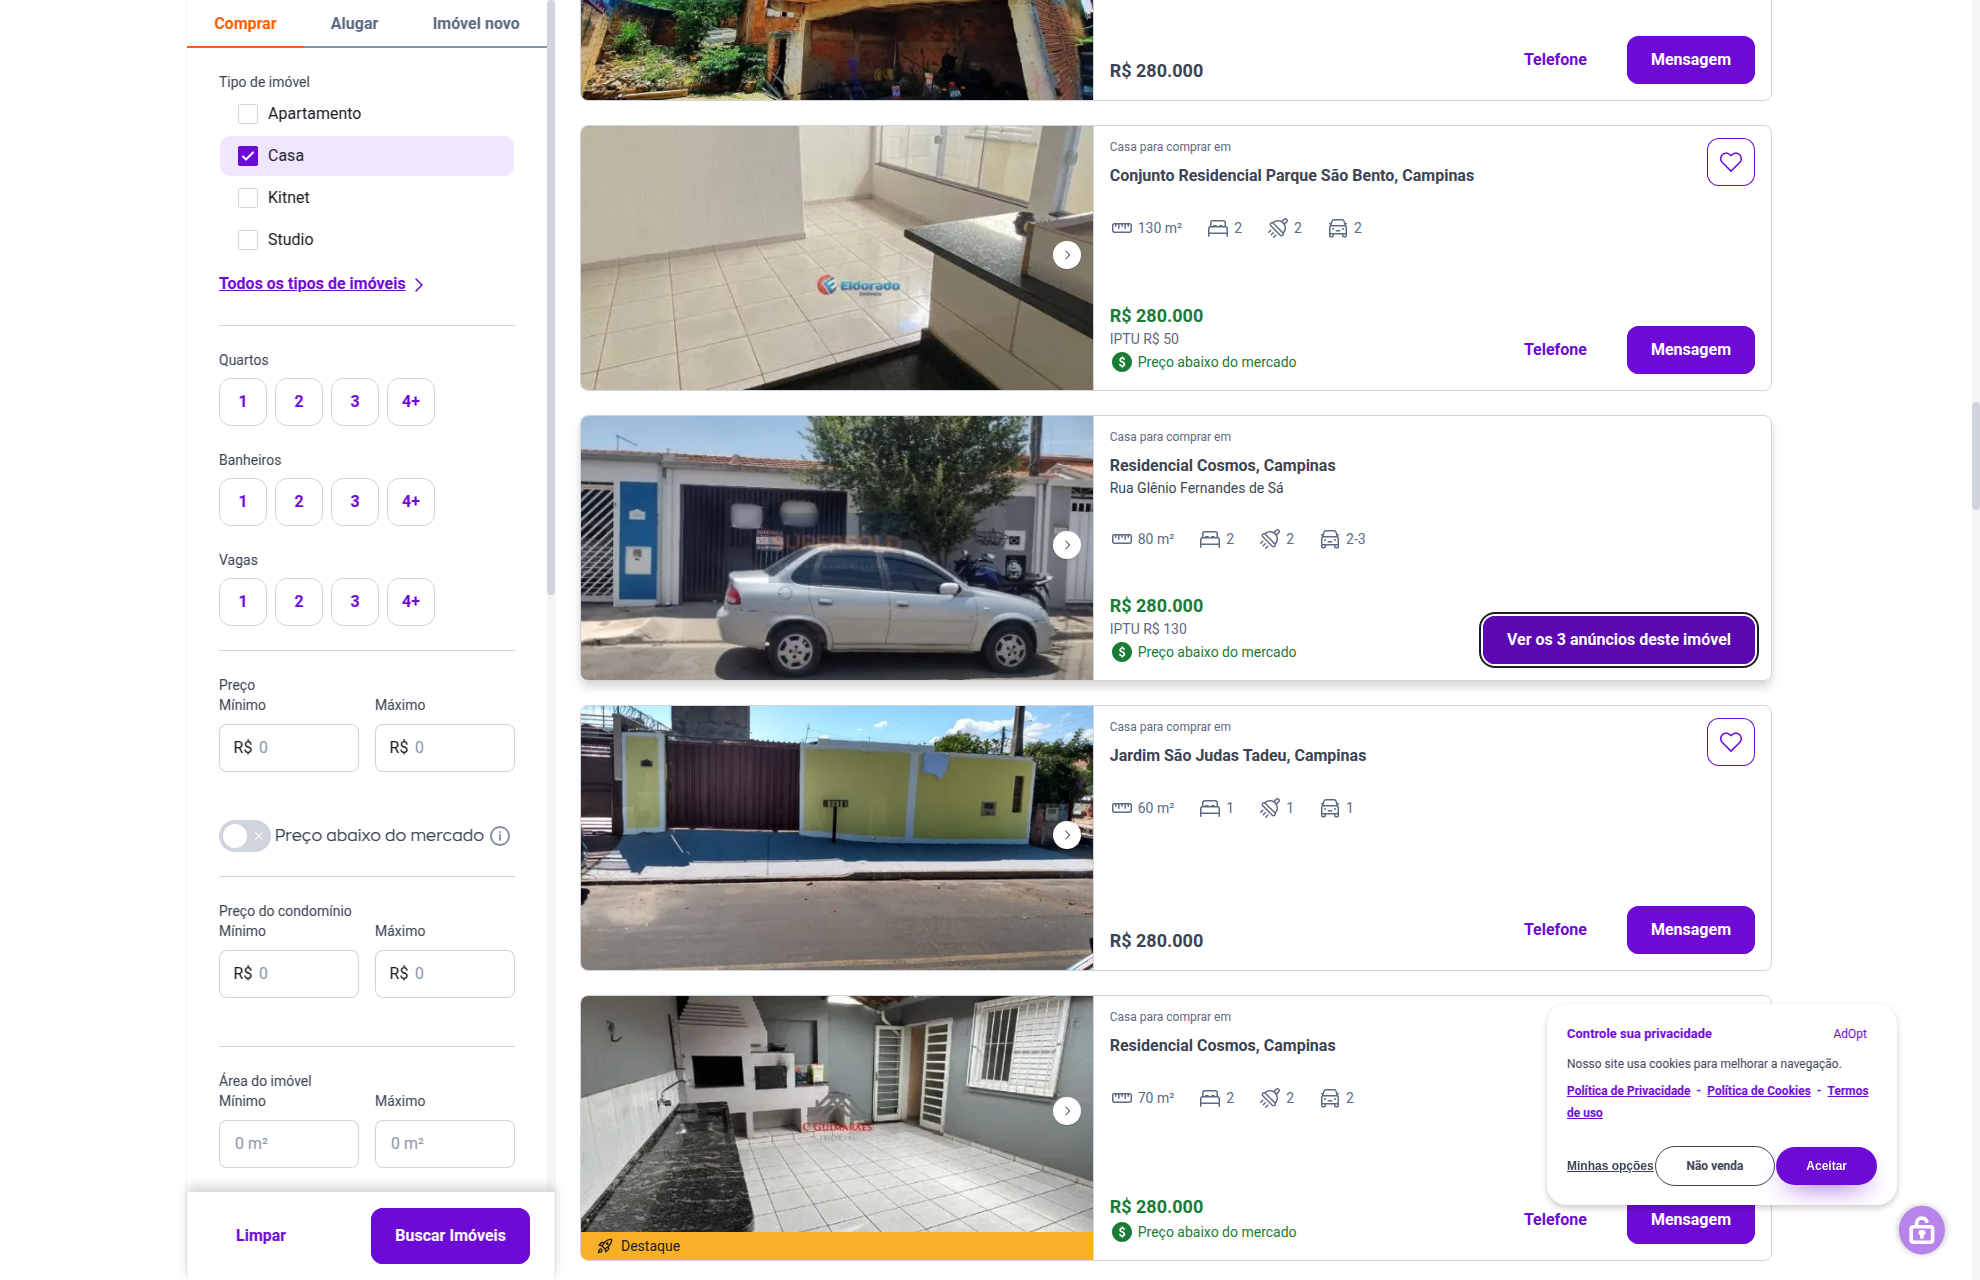 Comprar
Alugar
Imóvel novo
Tipo de imóvel
Apartamento
Casa
Kitnet
Studio
Todos os tipos de imóveis
Quartos
1
2
3
4+
Banheiros
1
2
3
4+
Vagas
1
2
3
4+
Preço
Mínimo
Máximo
R$ 0
R$ 0
Preço abaixo do mercado
Preço do condomínio
Mínimo
Máximo
R$ 0
R$ 0
Área do imóvel
Mínimo
Máximo
0 m²
0 m²
Limpar
Buscar Imóveis
R$ 280.000
Telefone
Mensagem
Eldorado
Casa para comprar em
Conjunto Residencial Parque São Bento, Campinas
130 m²
2
2
2
R$ 280.000
IPTU R$ 50
Preço abaixo do mercado
Telefone
Mensagem
Casa para comprar em
Residencial Cosmos, Campinas
Rua Glênio Fernandes de Sá
80 m²
2
2
2-3
R$ 280.000
IPTU R$ 130
Preço abaixo do mercado
Ver os 3 anúncios deste imóvel
Casa para comprar em
Jardim São Judas Tadeu, Campinas
60 m²
1
1
1
R$ 280.000
Telefone
Mensagem
C GUIMARÃES
Destaque
Casa para comprar em
Residencial Cosmos, Campinas
70 m²
2
2
2
R$ 280.000
Preço abaixo do mercado
Telefone
Mensagem
Controle sua privacidade
AdOpt
Nosso site usa cookies para melhorar a navegação.
Política de Privacidade - Política de Cookies - Termos
de uso
Minhas opções
Não venda
Aceitar